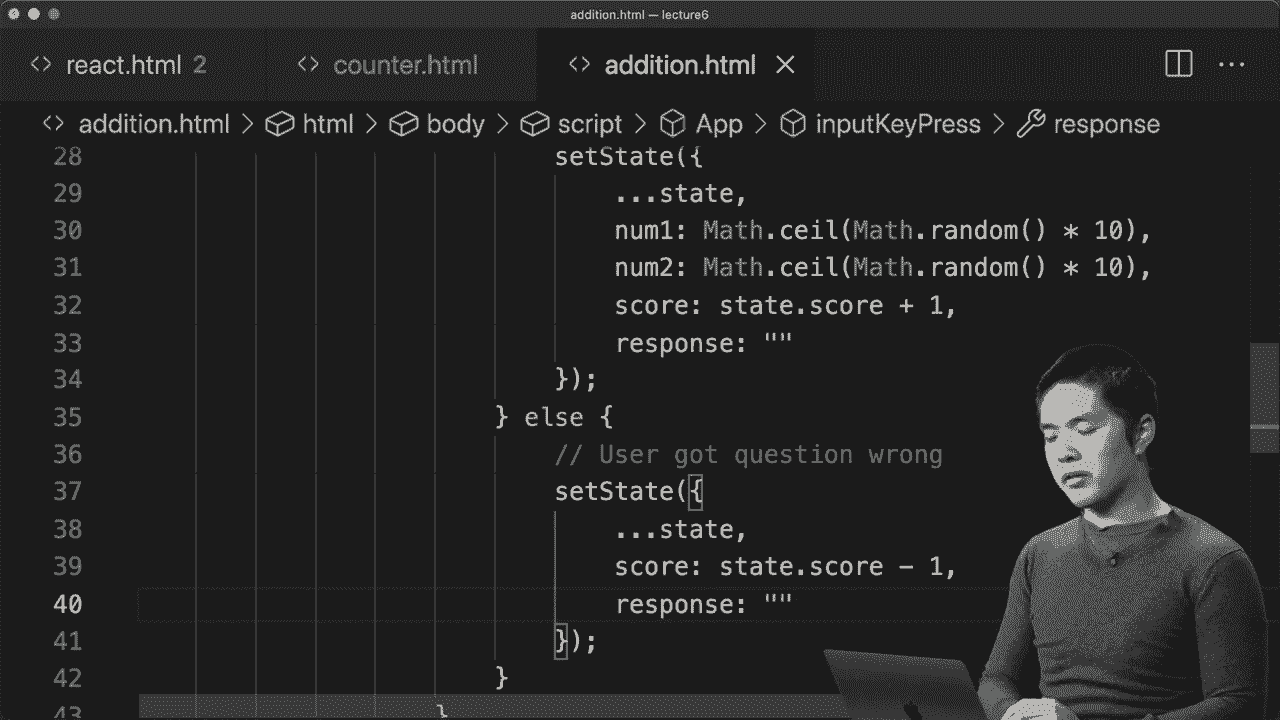 addition.html — lecture6
react.html 2 counter.html addition.html
addition.html > html > body > script > App > inputKeyPress > response
28 setState({
29 ...state,
30 num1: Math.ceil(Math.random() * 10),
31 num2: Math.ceil(Math.random() * 10),
32 score: state.score + 1,
33 response: ""
34 });
35 } else {
36 // User got question wrong
37 setState({
38 ...state,
39 score: state.score - 1,
40 response: ""
41 });
42 }
43 }